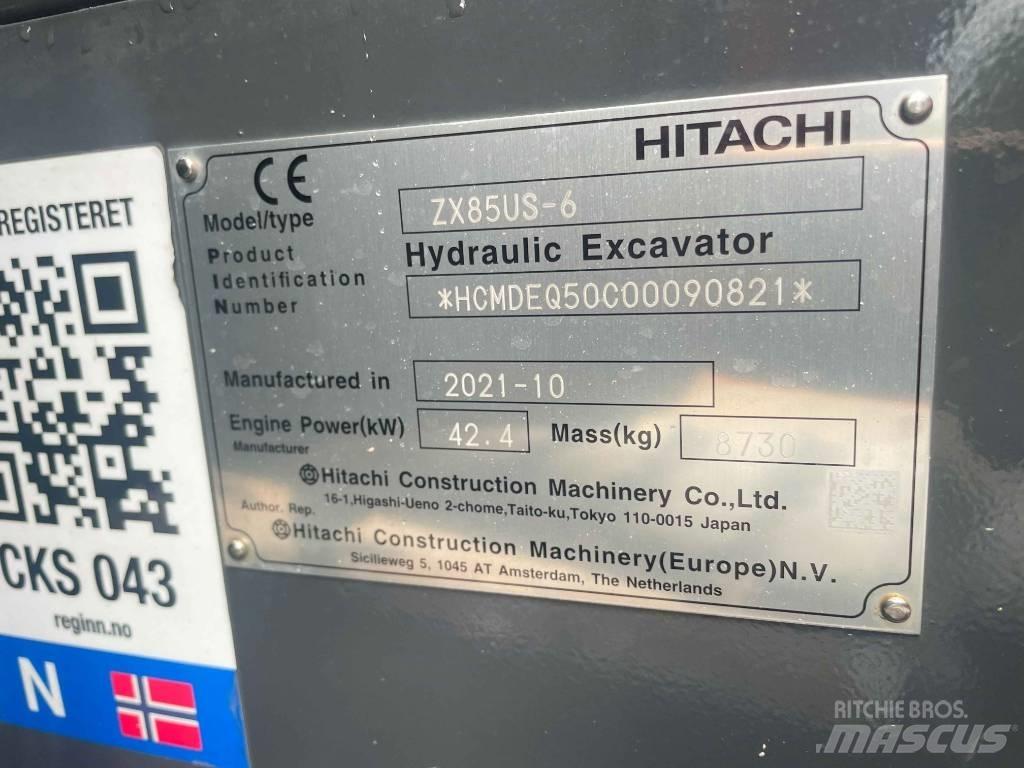 REGISTERET
CKS 043
reginn.no
N
CE
HITACHI
Model/type ZX85US-6
Product Hydraulic Excavator
Identification
Number *HCMDEQ50C00090821*
Manufactured in 2021-10
Engine Power(kW) 42.4 Mass(kg) 8730
Manufacturer
Hitachi Construction Machinery Co.,Ltd.
16-1,Higashi-Ueno 2-chome,Taito-ku,Tokyo 110-0015 Japan
Author. Rep.
Hitachi Construction Machinery(Europe)N.V.
Sicilieweg 5, 1045 AT Amsterdam, The Netherlands
RITCHIE BROS.
MASCUS